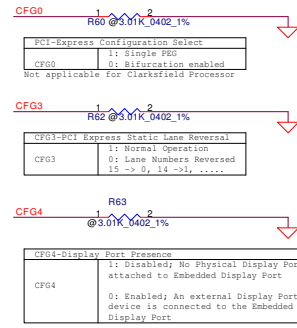 CFG0
1 2
R60 @3.01K_0402_1%
PCI-Express Configuration Select
CFG0
1: Single PEG
0: Bifurcation enabled
Not applicable for Clarksfield Processor
CFG3
1 2
R62 @3.01K_0402_1%
CFG3-PCI Express Static Lane Reversal
CFG3
1: Normal Operation
0: Lane Numbers Reversed
15 -> 0, 14 ->1, .....
R63
CFG4
1 2
@3.01K_0402_1%
CFG4-Display Port Presence
CFG4
1: Disabled; No Physical Display Por
attached to Embedded Display Port
0: Enabled; An external Display Port
device is connected to the Embedded
Display Port